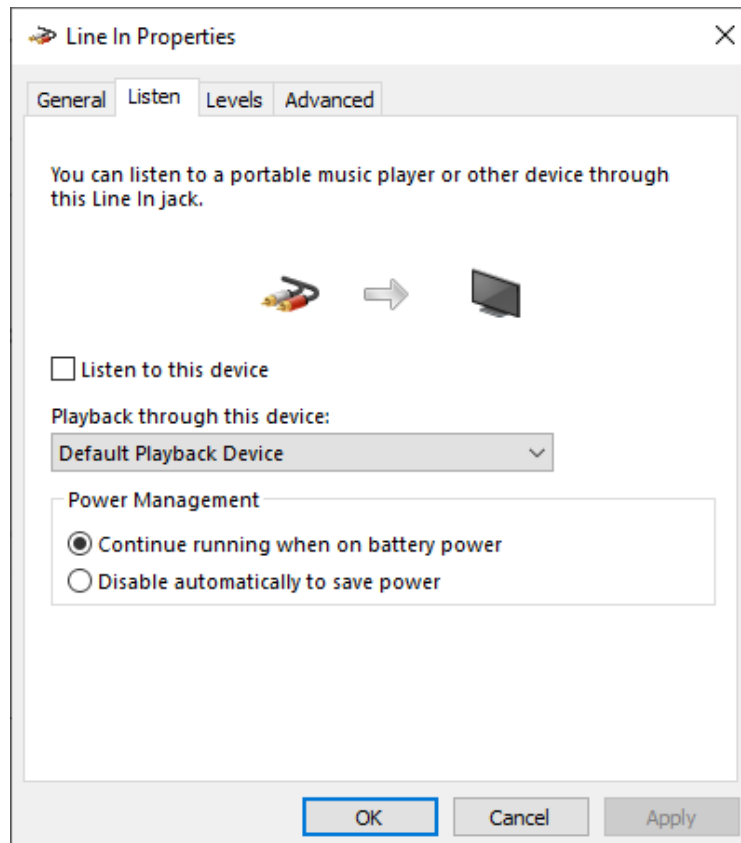 Line In Properties
General Listen Levels Advanced
You can listen to a portable music player or other device through
this Line In jack.
Listen to this device
Playback through this device:
Default Playback Device
Power Management
Continue running when on battery power
Disable automatically to save power
OK Cancel Apply